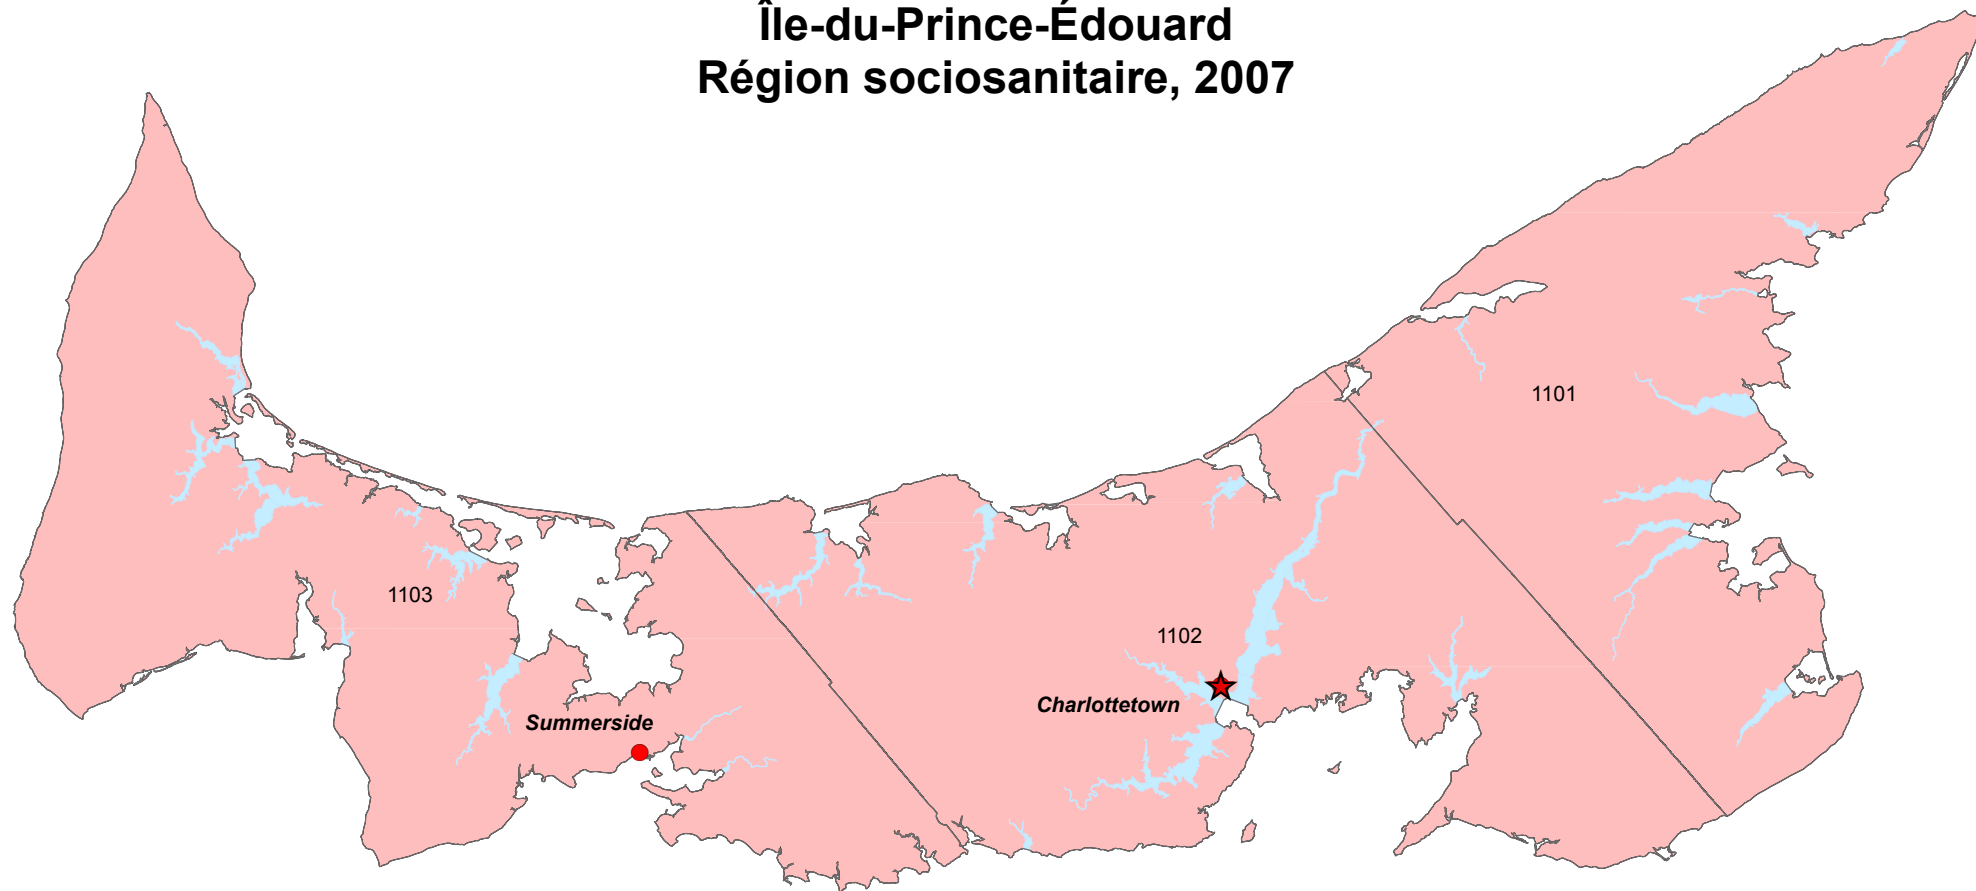 Île-du-Prince-Édouard
Région sociosanitaire, 2007
1101
1103
1102
Charlottetown
Summerside